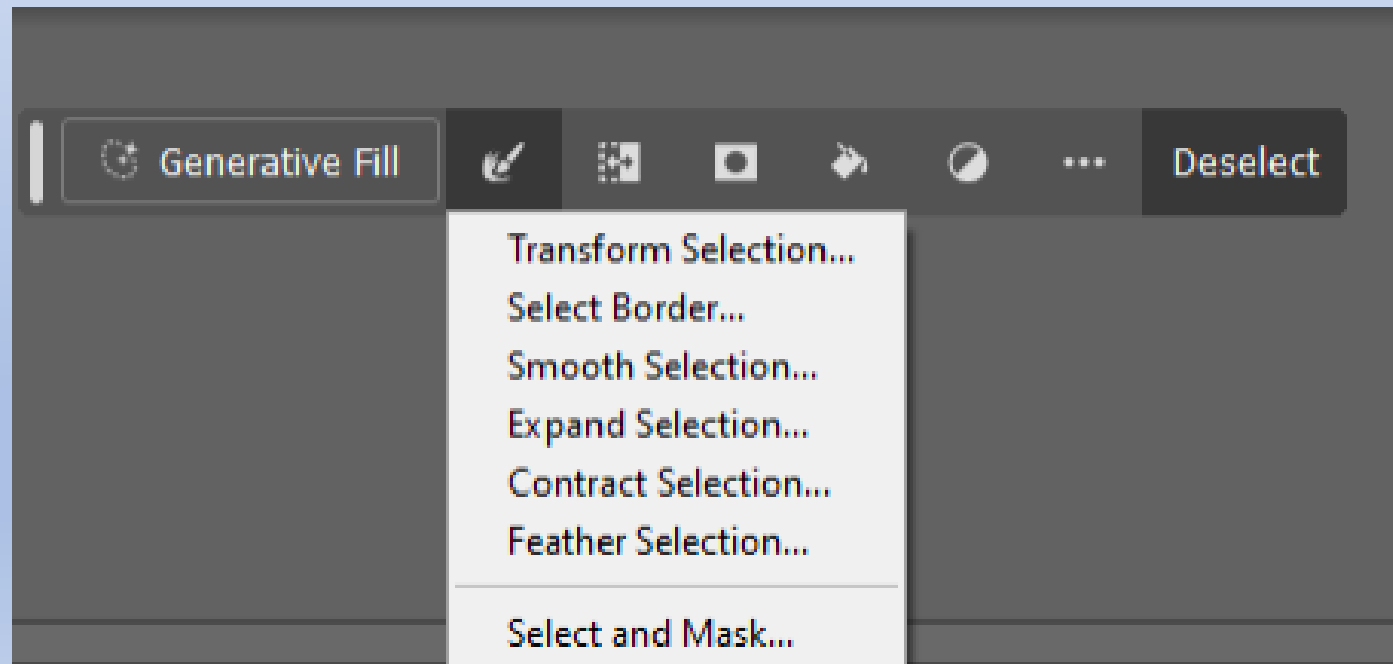 Generative Fill
Deselect
Transform Selection...
Select Border...
Smooth Selection...
Expand Selection...
Contract Selection...
Feather Selection...
Select and Mask...